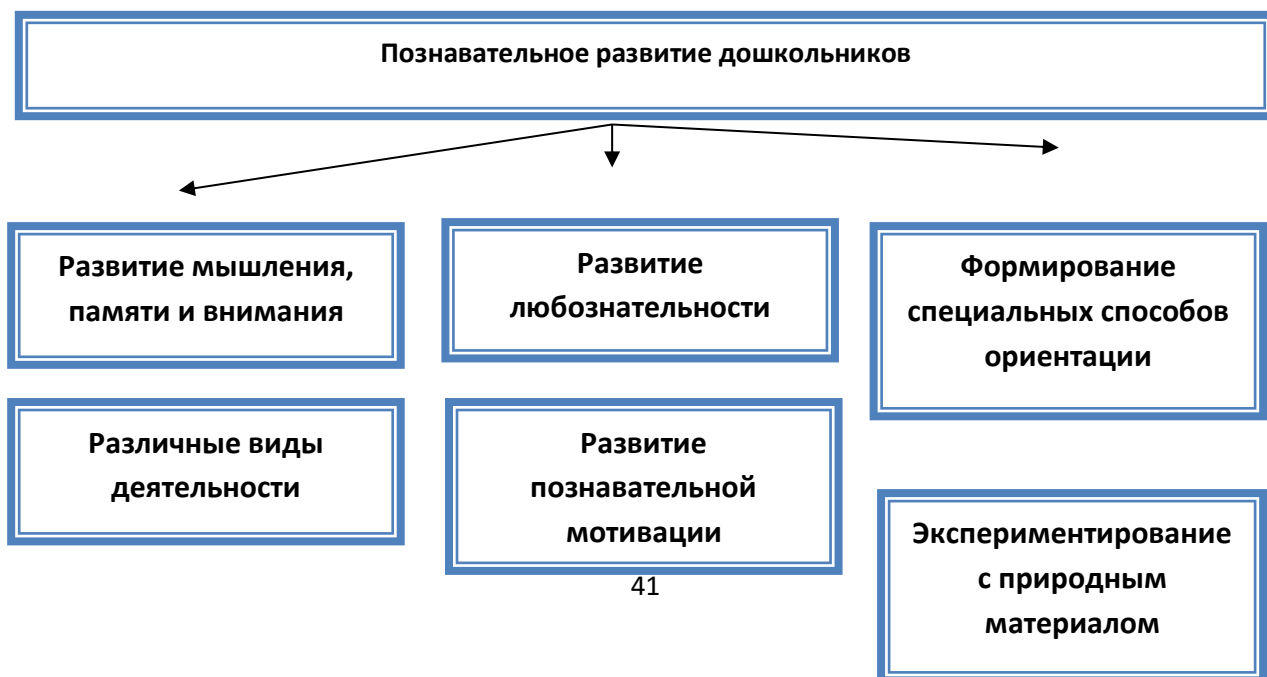 Познавательное развитие дошкольников
Развитие мышления,
памяти и внимания
Развитие
любознательности
Формирование
специальных способов
ориентации
Различные виды
деятельности
Развитие
познавательной
мотивации
Экспериментирование
с природным
материалом
41